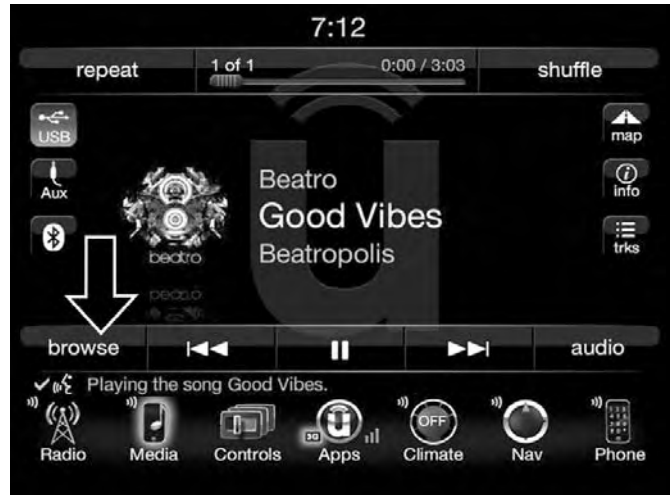 7:12
repeat
1 of 1
0:00 / 3:03
shuffle
USB
map
Aux
info
trks
Beatro
Good Vibes
Beatropolis
beatro
browse
audio
Playing the song Good Vibes.
3G
OFF
Radio
Media
Controls
Apps
Climate
Nav
Phone